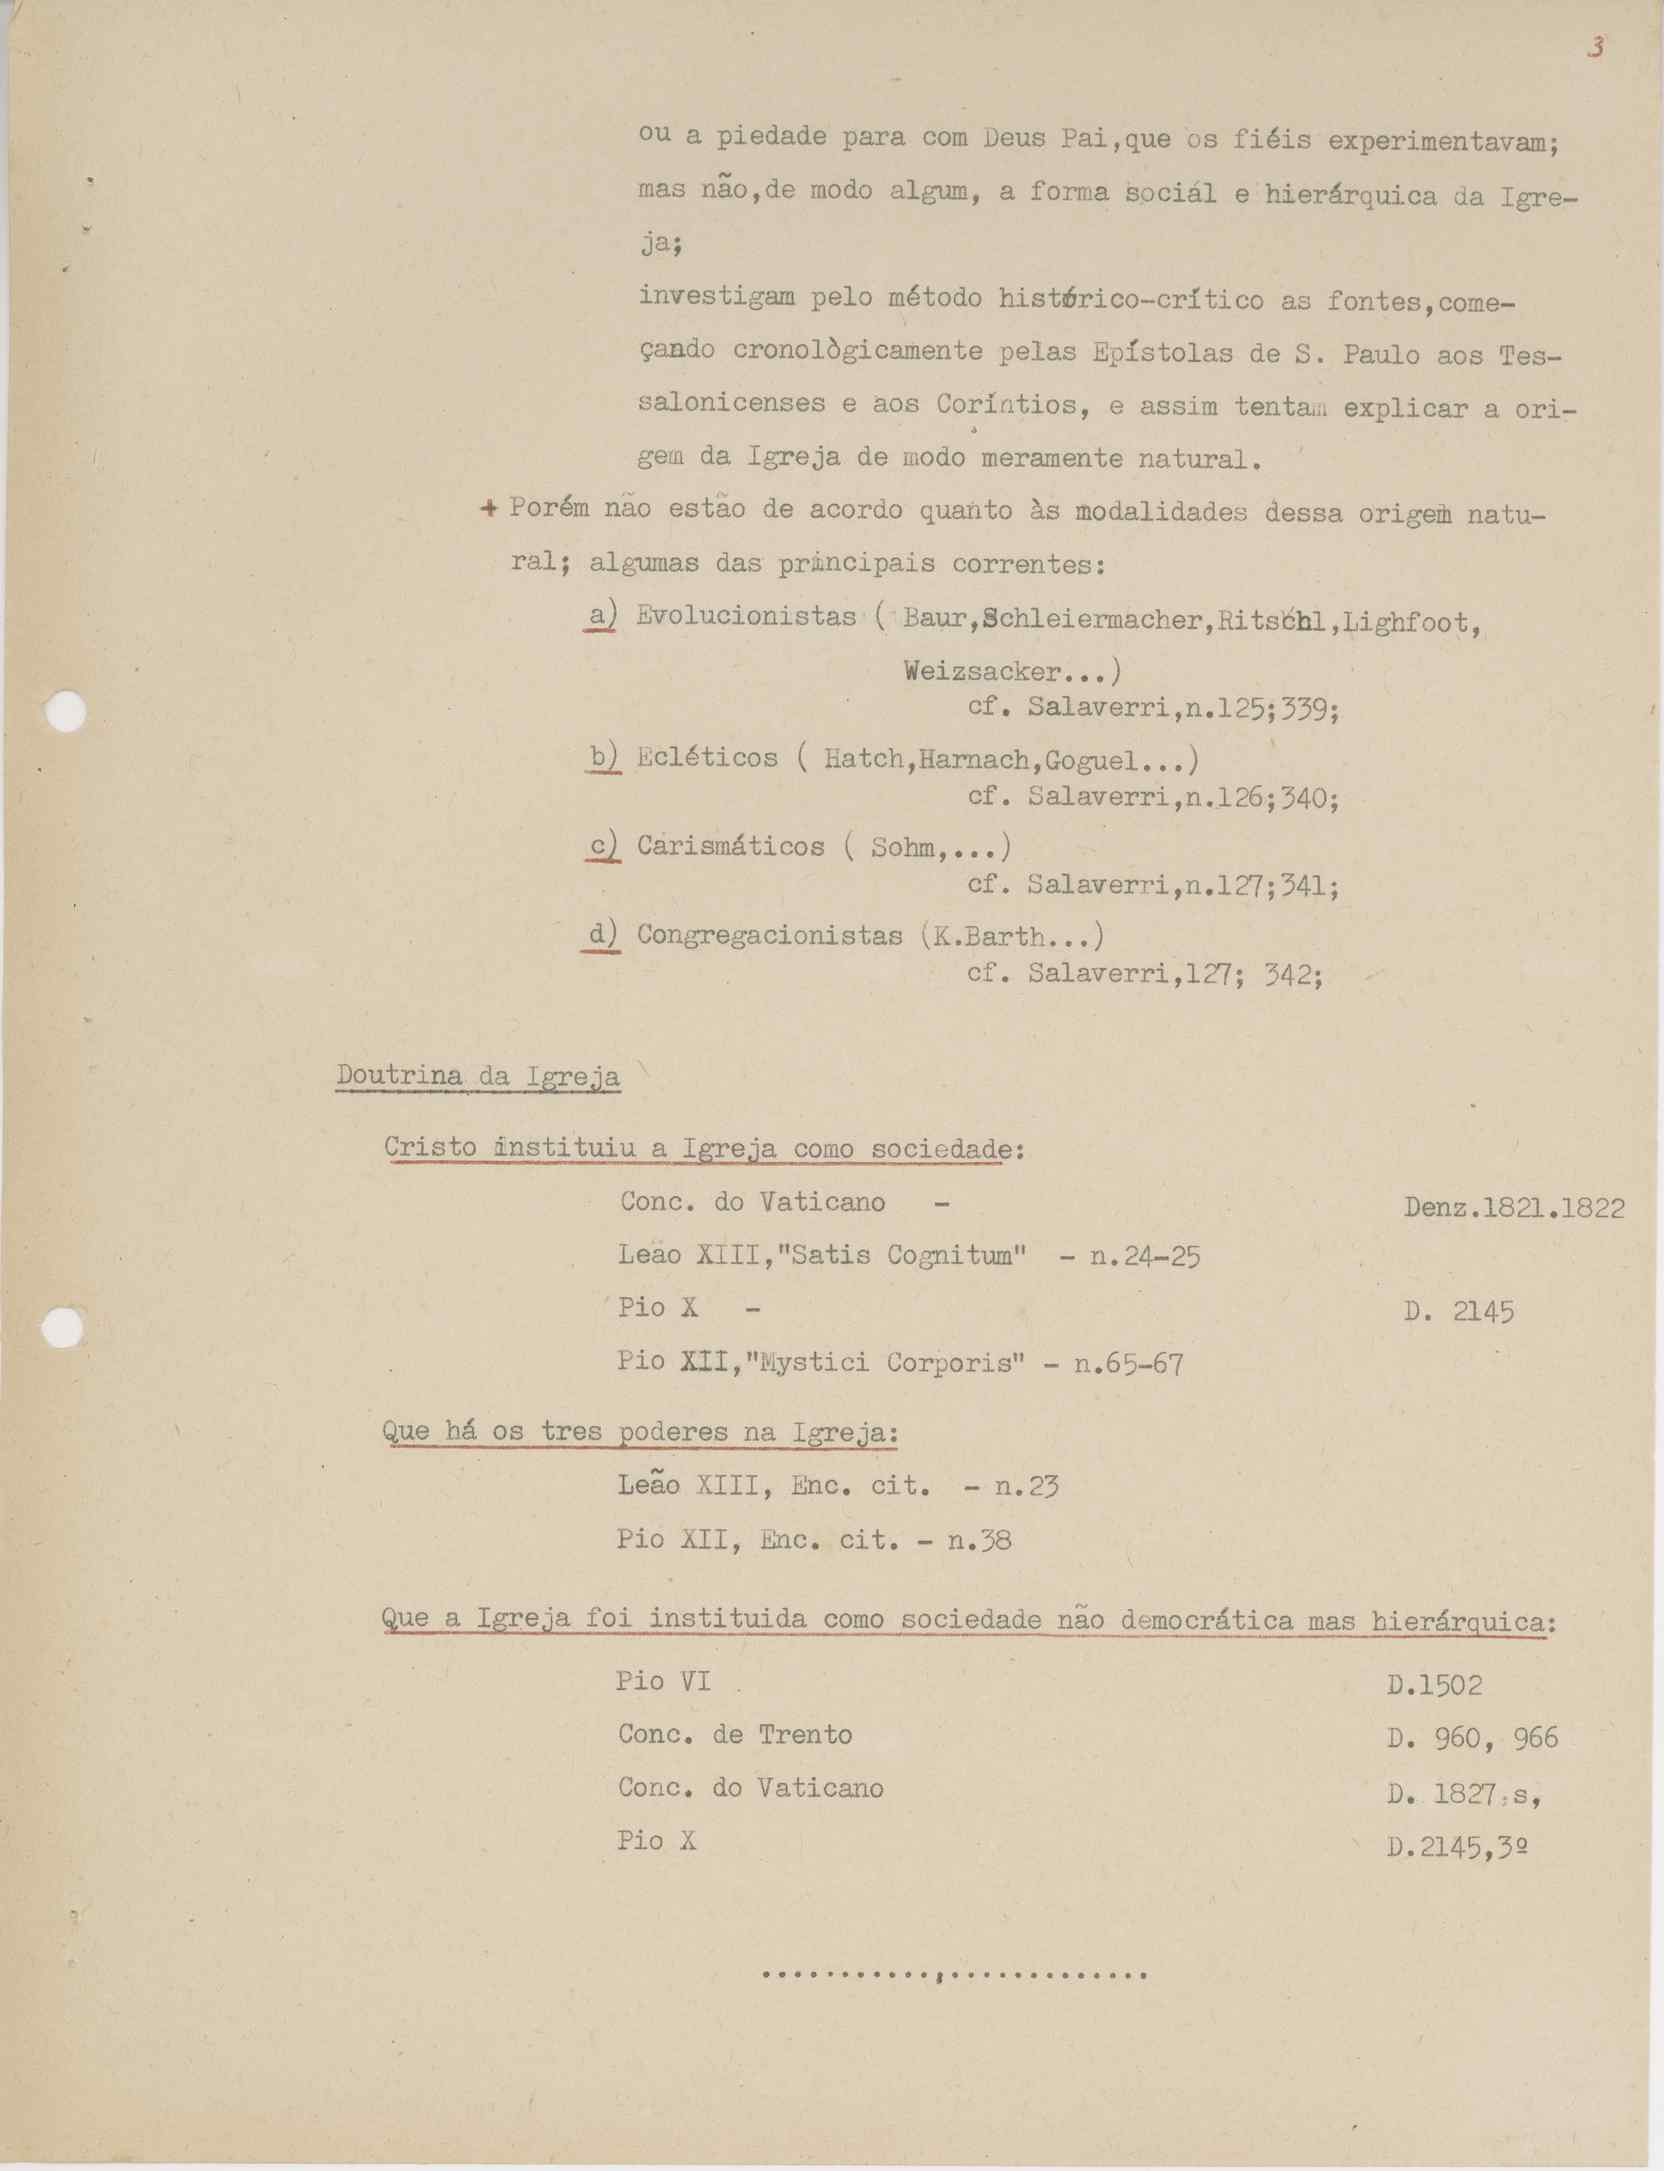 3
ou a piedade para com Deus Pai,que os fiéis experimentavam;
mas não,de modo algum, a forma sociál e hierárquica da Igre-
ja;
investigam pelo método histórico-crítico as fontes,come-
çando cronològicamente pelas Epístolas de S. Paulo aos Tes-
salonicenses e aos Coríntios, e assim tentam explicar a ori-
gem da Igreja de modo meramente natural.
+ Porém não estão de acordo quanto às modalidades dessa origem natu-
ral; algumas das principais correntes:
a) Evolucionistas ( Baur,Schleiermacher,Ritschl,Lighfoot,
Weizsacker...)
cf. Salaverri,n.125;339;
b) Ecléticos ( Hatch,Harnach,Goguel...)
cf. Salaverri,n.126;340;
c) Carismáticos ( Sohm,...)
cf. Salaverri,n.127;341;
d) Congregacionistas (K.Barth...)
cf. Salaverri,127; 342;
Doutrina da Igreja
Cristo instituiu a Igreja como sociedade:
Conc. do Vaticano - Denz.1821.1822
Leão XIII,"Satis Cognitum" - n.24-25
Pio X - D. 2145
Pio XII,"Mystici Corporis" - n.65-67
Que há os tres poderes na Igreja:
Leão XIII, Enc. cit. - n.23
Pio XII, Enc. cit. - n.38
Que a Igreja foi instituida como sociedade não democrática mas hierárquica:
Pio VI D.1502
Conc. de Trento D. 960, 966
Conc. do Vaticano D. 1827.s,
Pio X D.2145,3º
...........,.............